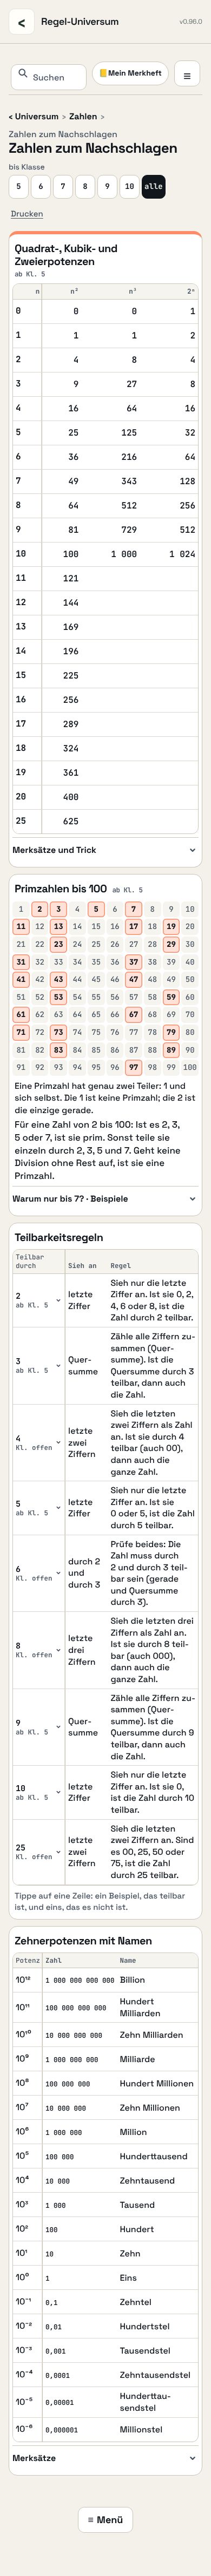 ‹ Regel-Universum v0.96.0
Suchen 📒Mein Merkheft ≡
‹ Universum > Zahlen >
Zahlen zum Nachschlagen
Zahlen zum Nachschlagen
bis Klasse
5 6 7 8 9 10 alle
Drucken
Quadrat-, Kubik- und
Zweierpotenzen
ab Kl. 5
n n² n³ 2ⁿ
0 0 0 1
1 1 1 2
2 4 8 4
3 9 27 8
4 16 64 16
5 25 125 32
6 36 216 64
7 49 343 128
8 64 512 256
9 81 729 512
10 100 1 000 1 024
11 121
12 144
13 169
14 196
15 225
16 256
17 289
18 324
19 361
20 400
25 625
Merksätze und Trick
Primzahlen bis 100 ab Kl. 5
1 2 3 4 5 6 7 8 9 10
11 12 13 14 15 16 17 18 19 20
21 22 23 24 25 26 27 28 29 30
31 32 33 34 35 36 37 38 39 40
41 42 43 44 45 46 47 48 49 50
51 52 53 54 55 56 57 58 59 60
61 62 63 64 65 66 67 68 69 70
71 72 73 74 75 76 77 78 79 80
81 82 83 84 85 86 87 88 89 90
91 92 93 94 95 96 97 98 99 100
Eine Primzahl hat genau zwei Teiler: 1 und
sich selbst. Die 1 ist keine Primzahl; die 2 ist
die einzige gerade.
Für eine Zahl von 2 bis 100: Ist es 2, 3,
5 oder 7, ist sie prim. Sonst teile sie
einzeln durch 2, 3, 5 und 7. Geht keine
Division ohne Rest auf, ist sie eine
Primzahl.
Warum nur bis 7? · Beispiele
Teilbarkeitsregeln
Teilbar
durch Sieh an Regel
2
ab Kl. 5
letzte
Ziffer
Sieh nur die letzte
Ziffer an. Ist sie 0, 2,
4, 6 oder 8, ist die
Zahl durch 2 teilbar.
3
ab Kl. 5
Quer-
summe
Zähle alle Ziffern zu-
sammen (Quer-
summe). Ist die
Quersumme durch 3
teilbar, dann auch
die Zahl.
4
Kl. offen
letzte
zwei
Ziffern
Sieh die letzten
zwei Ziffern als Zahl
an. Ist sie durch 4
teilbar (auch 00),
dann auch die
ganze Zahl.
5
ab Kl. 5
letzte
Ziffer
Sieh nur die letzte
Ziffer an. Ist sie
0 oder 5, ist die Zahl
durch 5 teilbar.
6
Kl. offen
durch 2
und
durch 3
Prüfe beides: Die
Zahl muss durch
2 und durch 3 teil-
bar sein (gerade
und Quersumme
durch 3).
8
Kl. offen
letzte
drei
Ziffern
Sieh die letzten drei
Ziffern als Zahl an.
Ist sie durch 8 teil-
bar (auch 000),
dann auch die
ganze Zahl.
9
ab Kl. 5
Quer-
summe
Zähle alle Ziffern zu-
sammen (Quer-
summe). Ist die
Quersumme durch 9
teilbar, dann auch
die Zahl.
10
ab Kl. 5
letzte
Ziffer
Sieh nur die letzte
Ziffer an. Ist sie 0,
ist die Zahl durch 10
teilbar.
25
Kl. offen
letzte
zwei
Ziffern
Sieh die letzten
zwei Ziffern an. Sind
es 00, 25, 50 oder
75, ist die Zahl
durch 25 teilbar.
Tippe auf eine Zeile: ein Beispiel, das teilbar
ist, und eins, das es nicht ist.
Zehnerpotenzen mit Namen
Potenz Zahl Name
10¹² 1 000 000 000 000 Billion
10¹¹ 100 000 000 000 Hundert
Milliarden
10¹⁰ 10 000 000 000 Zehn Milliarden
10⁹ 1 000 000 000 Milliarde
10⁸ 100 000 000 Hundert Millionen
10⁷ 10 000 000 Zehn Millionen
10⁶ 1 000 000 Million
10⁵ 100 000 Hunderttausend
10⁴ 10 000 Zehntausend
10³ 1 000 Tausend
10² 100 Hundert
10¹ 10 Zehn
10⁰ 1 Eins
10⁻¹ 0,1 Zehntel
10⁻² 0,01 Hundertstel
10⁻³ 0,001 Tausendstel
10⁻⁴ 0,0001 Zehntausendstel
10⁻⁵ 0,00001 Hunderttau-
sendstel
10⁻⁶ 0,000001 Millionstel
Merksätze
≡ Menü